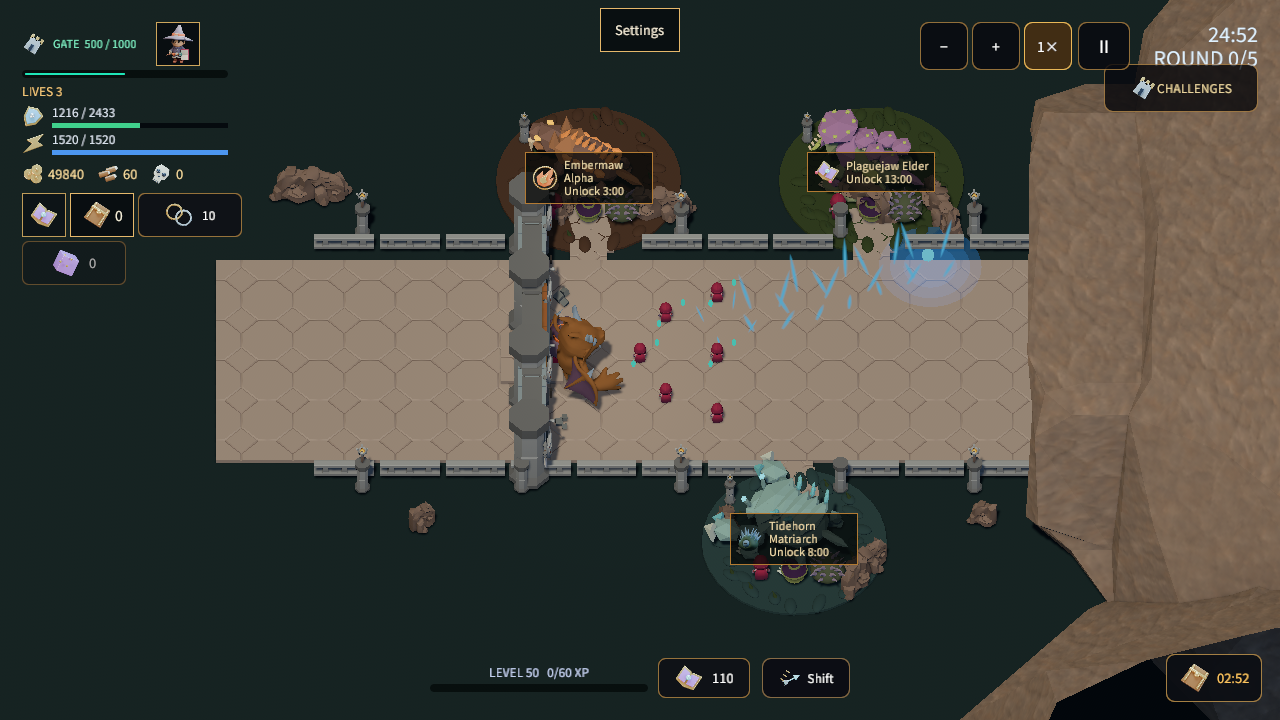 GATE 500 / 1000
LIVES 3
1216 / 2433
1520 / 1520
49840
60
0
0
10
0
Settings
−
+
1×
24:52
ROUND 0/5
CHALLENGES
Embermaw
Alpha
Unlock 3:00
Plaguejaw Elder
Unlock 13:00
Tidehorn
Matriarch
Unlock 8:00
LEVEL 50 0/60 XP
110
Shift
02:52